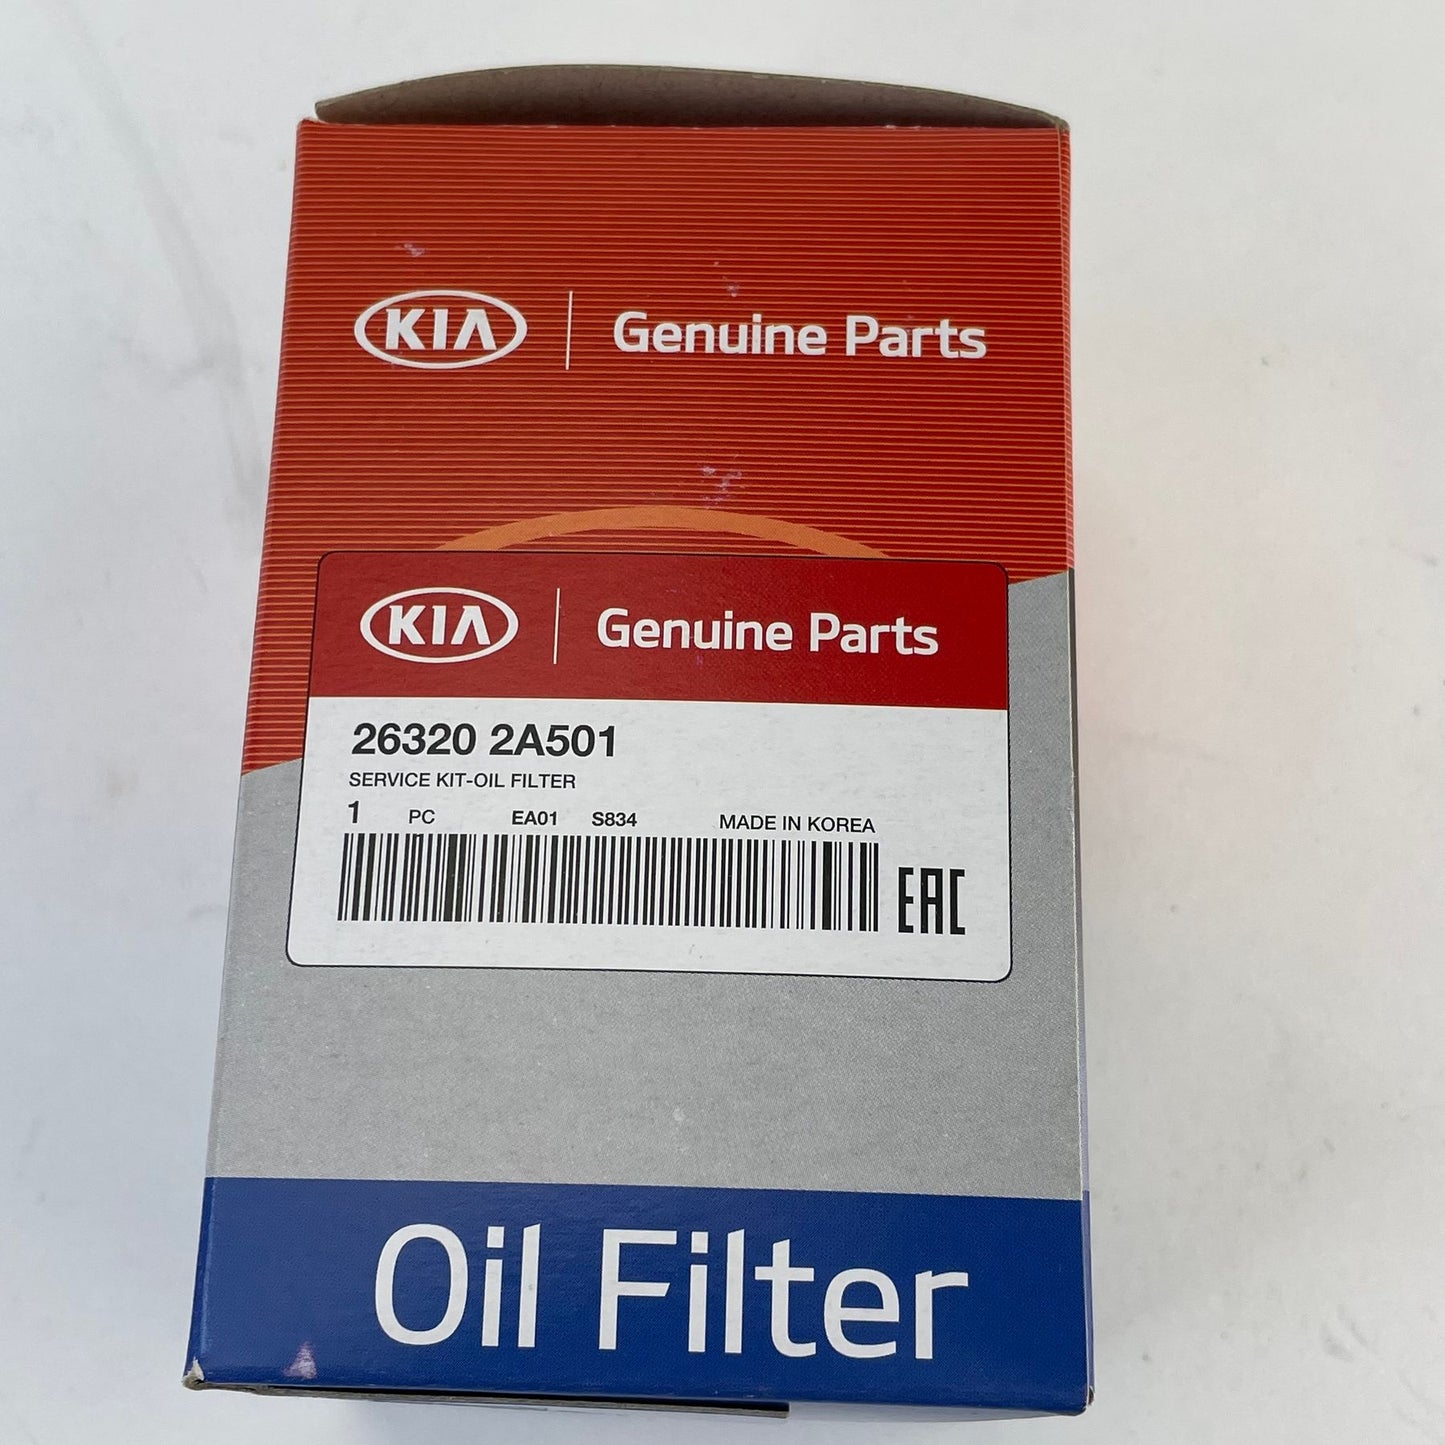 KIA Genuine Parts
KIA Genuine Parts
26320 2A501
SERVICE KIT-OIL FILTER
1 PC EA01 S834 MADE IN KOREA
EAC
Oil Filter